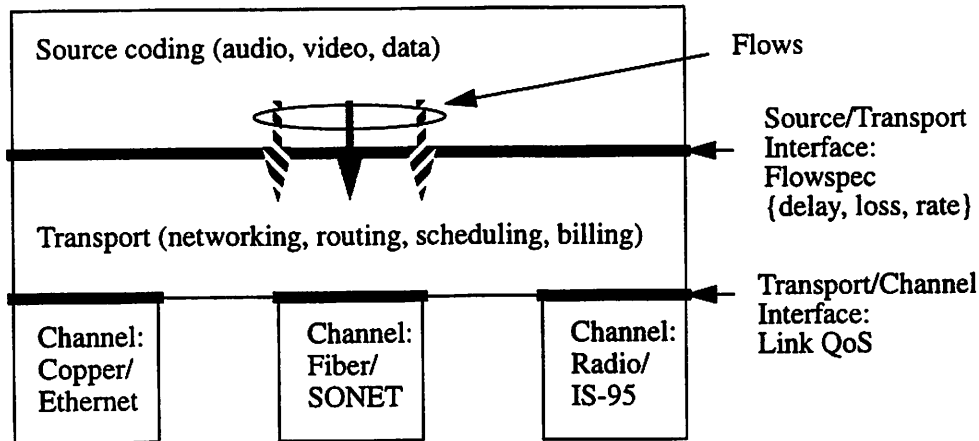 Source coding (audio, video, data)
Flows
Source/Transport
Interface:
Flowspec
{delay, loss, rate}
Transport (networking, routing, scheduling, billing)
Transport/Channel
Interface:
Link QoS
Channel:
Copper/
Ethernet
Channel:
Fiber/
SONET
Channel:
Radio/
IS-95